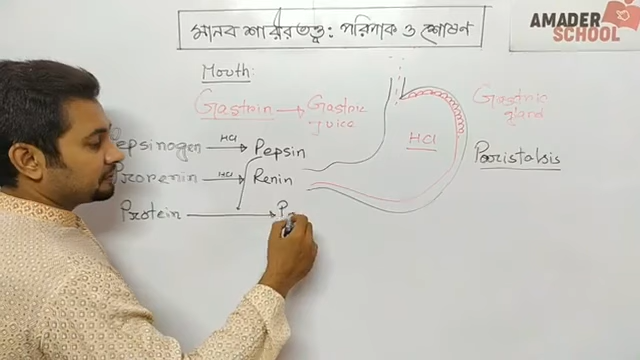 মানব শারীরতত্ত্ব: পরিপাক ও শোষণ
AMADER
SCHOOL
Mouth:
Gastrin → Gastric
juice
Gastric
gland
HCl
Pepsinogen HCl → Pepsin
Peristalsis
Prorenin HCl → Renin
Protein → P